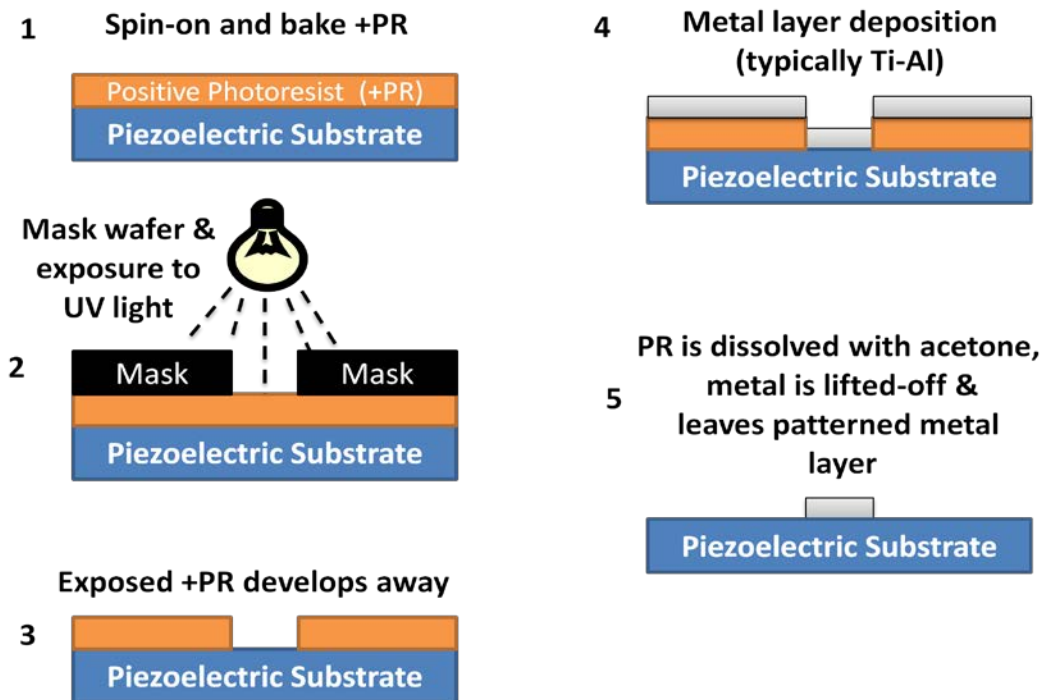 1
Spin-on and bake +PR
Positive Photoresist (+PR)
Piezoelectric Substrate
Mask wafer &
exposure to
UV light
2
Mask
Mask
Piezoelectric Substrate
Exposed +PR develops away
3
Piezoelectric Substrate
4
Metal layer deposition
(typically Ti-Al)
Piezoelectric Substrate
PR is dissolved with acetone,
metal is lifted-off &
5
leaves patterned metal
layer
Piezoelectric Substrate